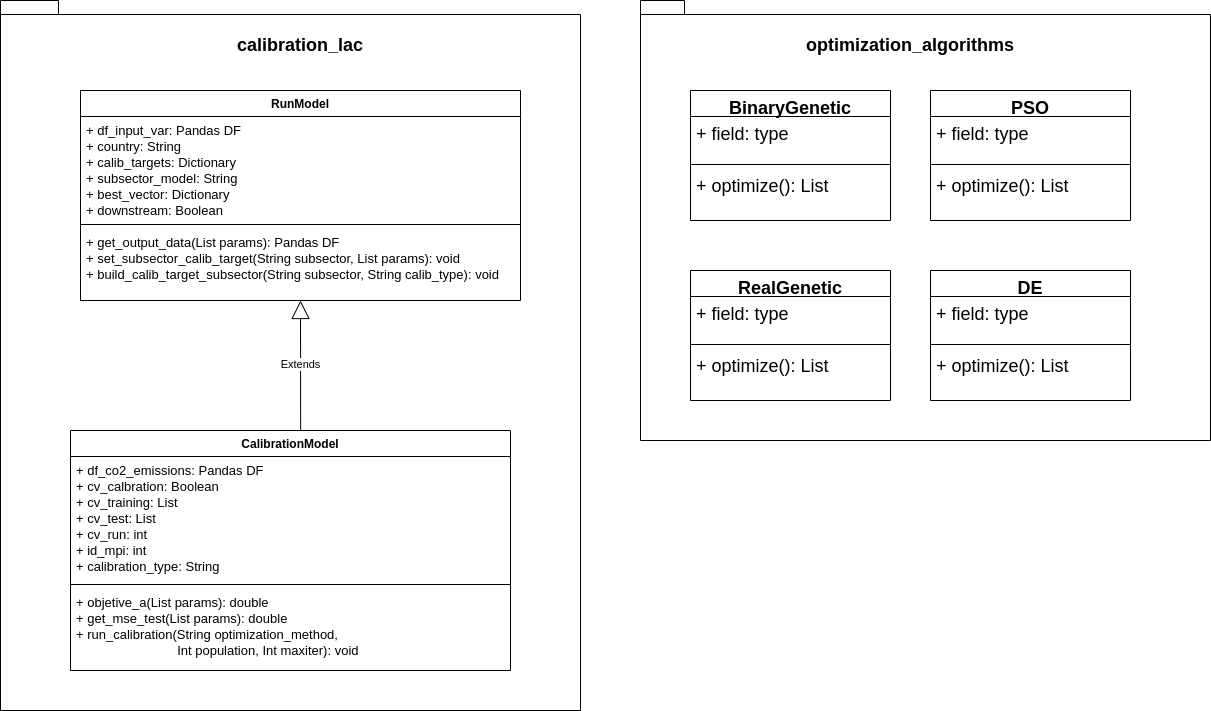 calibration_lac
RunModel
+ df_input_var: Pandas DF
+ country: String
+ calib_targets: Dictionary
+ subsector_model: String
+ best_vector: Dictionary
+ downstream: Boolean
+ get_output_data(List params): Pandas DF
+ set_subsector_calib_target(String subsector, List params): void
+ build_calib_target_subsector(String subsector, String calib_type): void
Extends
CalibrationModel
+ df_co2_emissions: Pandas DF
+ cv_calbration: Boolean
+ cv_training: List
+ cv_test: List
+ cv_run: int
+ id_mpi: int
+ calibration_type: String
+ objetive_a(List params): double
+ get_mse_test(List params): double
+ run_calibration(String optimization_method,
Int population, Int maxiter): void
optimization_algorithms
BinaryGenetic
+ field: type
+ optimize(): List
PSO
+ field: type
+ optimize(): List
RealGenetic
+ field: type
+ optimize(): List
DE
+ field: type
+ optimize(): List